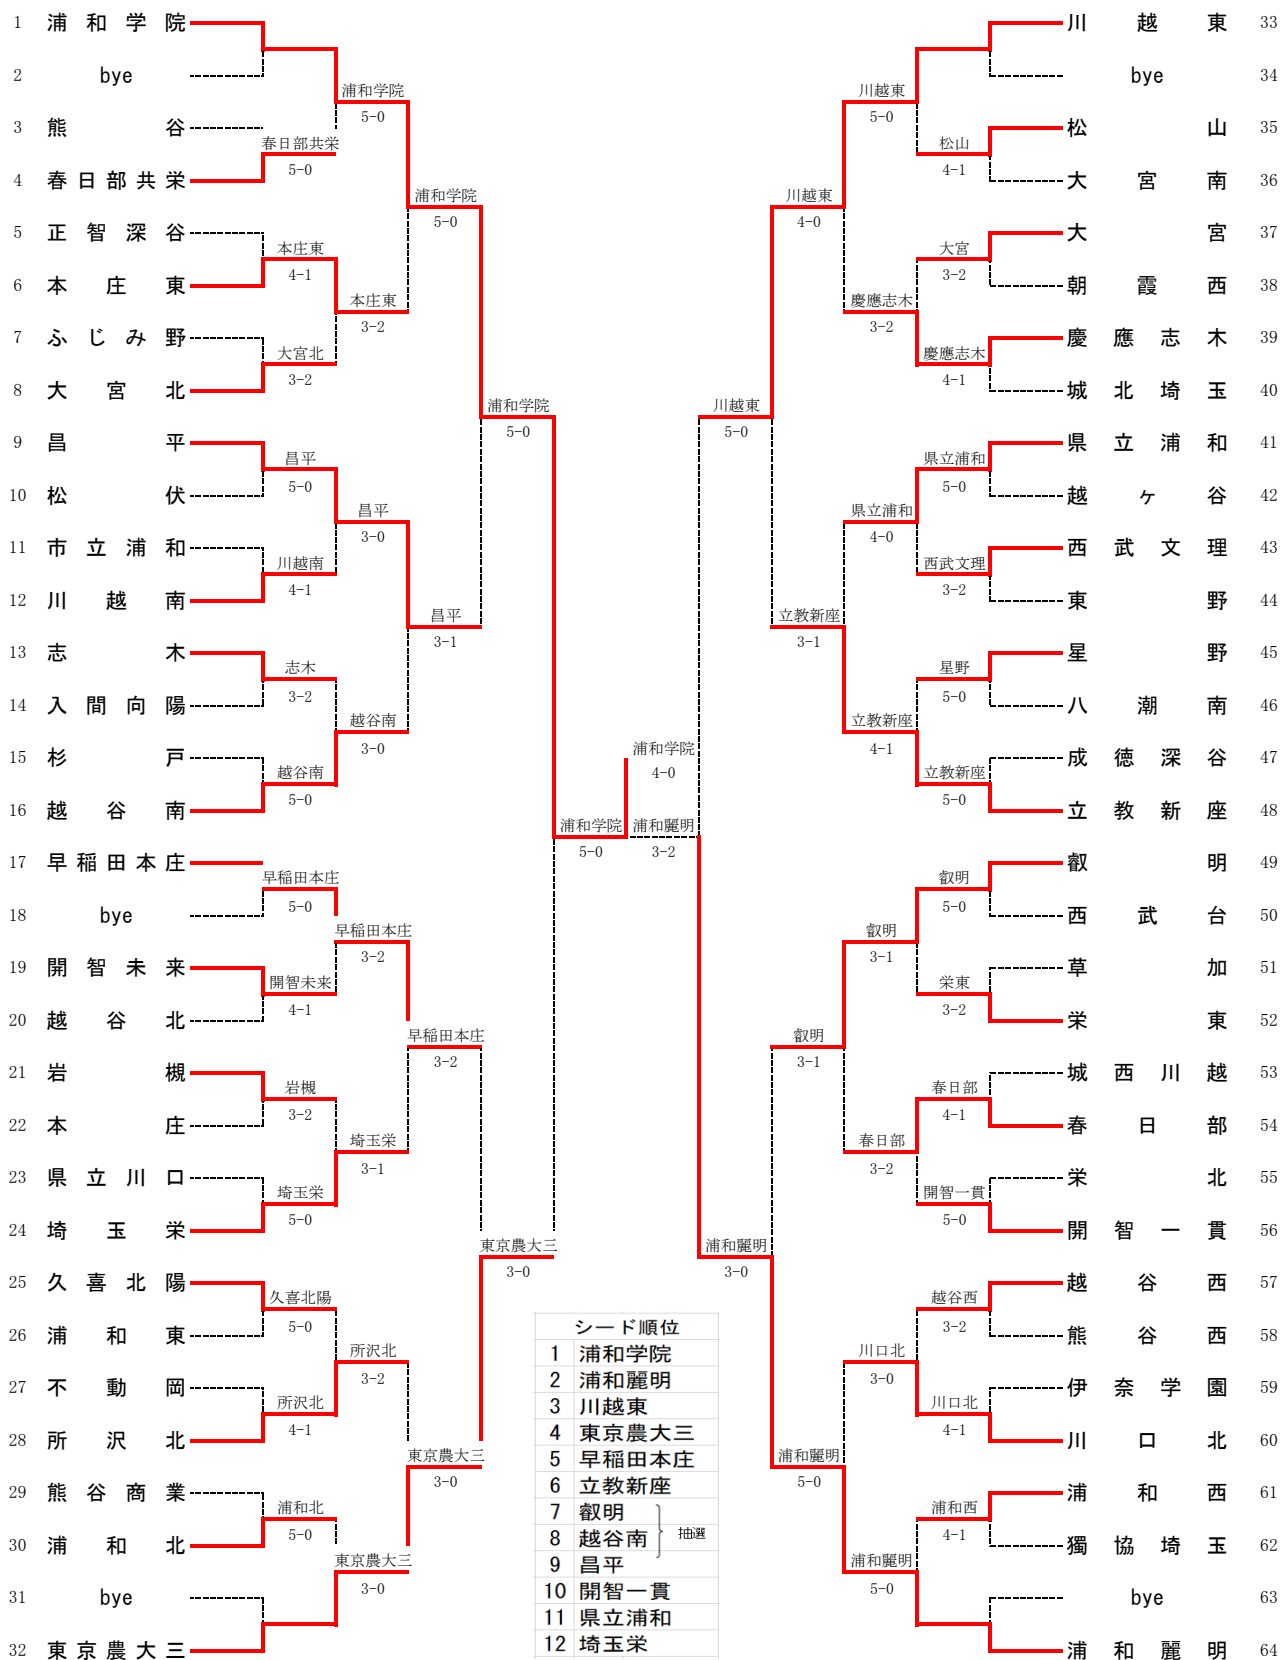 1 浦和学院
2 bye
3 熊谷
4 春日部共栄
5 正智深谷
6 本庄東
7 ふじみ野
8 大宮北
9 昌平
10 松伏
11 市立浦和
12 川越南
13 志木
14 入間向陽
15 杉戸
16 越谷南
17 早稲田本庄
18 bye
19 開智未来
20 越谷北
21 岩槻
22 本庄
23 県立川口
24 埼玉栄
25 久喜北陽
26 浦和東
27 不動岡
28 所沢北
29 熊谷商業
30 浦和北
31 bye
32 東京農大三
春日部共栄
5-0
本庄東
4-1
大宮北
3-2
昌平
5-0
川越南
4-1
志木
3-2
越谷南
5-0
早稲田本庄
5-0
開智未来
4-1
岩槻
3-2
埼玉栄
5-0
久喜北陽
5-0
所沢北
4-1
浦和北
5-0
浦和学院
5-0
本庄東
3-2
昌平
3-0
越谷南
3-0
早稲田本庄
3-2
埼玉栄
3-1
所沢北
3-2
東京農大三
3-0
浦和学院
5-0
昌平
3-1
早稲田本庄
3-2
東京農大三
3-0
浦和学院
5-0
東京農大三
3-0
浦和学院
5-0
浦和学院
4-0
浦和麗明
3-2
川越東
5-0
浦和麗明
3-0
川越東
4-0
立教新座
3-1
叡明
3-1
浦和麗明
5-0
川越東
5-0
慶應志木
3-2
県立浦和
4-0
立教新座
4-1
叡明
3-1
春日部
3-2
川口北
3-0
浦和麗明
5-0
松山
4-1
大宮
3-2
慶應志木
4-1
県立浦和
5-0
西武文理
3-2
星野
5-0
立教新座
5-0
叡明
5-0
栄東
3-2
春日部
4-1
開智一貫
5-0
越谷西
3-2
川口北
4-1
浦和西
4-1
川越東 33
bye 34
松山 35
大宮南 36
大宮 37
朝霞西 38
慶應志木 39
城北埼玉 40
県立浦和 41
越ヶ谷 42
西武文理 43
東野 44
星野 45
八潮南 46
成徳深谷 47
立教新座 48
叡明 49
西武台 50
草加 51
栄東 52
城西川越 53
春日部 54
栄北 55
開智一貫 56
越谷西 57
熊谷西 58
伊奈学園 59
川口北 60
浦和西 61
獨協埼玉 62
bye 63
浦和麗明 64
シード順位
1 浦和学院
2 浦和麗明
3 川越東
4 東京農大三
5 早稲田本庄
6 立教新座
7 叡明
8 越谷南
抽選
9 昌平
10 開智一貫
11 県立浦和
12 埼玉栄